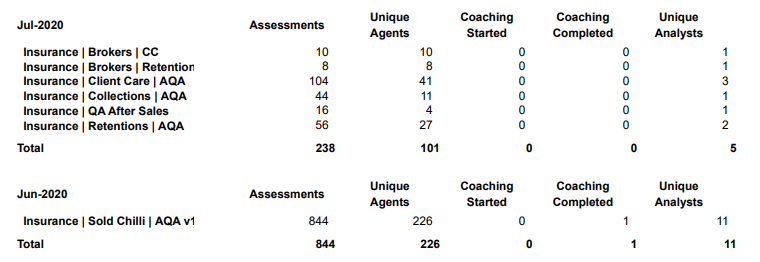 Jul-2020 Assessments Unique Agents Coaching Started Coaching Completed Unique Analysts
Insurance | Brokers | CC 10 10 0 0 1
Insurance | Brokers | Retention 8 8 0 0 1
Insurance | Client Care | AQA 104 41 0 0 3
Insurance | Collections | AQA 44 11 0 0 1
Insurance | QA After Sales 16 4 0 0 1
Insurance | Retentions | AQA 56 27 0 0 2
Total 238 101 0 0 5
Jun-2020 Assessments Unique Agents Coaching Started Coaching Completed Unique Analysts
Insurance | Sold Chilli | AQA v1 844 226 0 1 11
Total 844 226 0 1 11